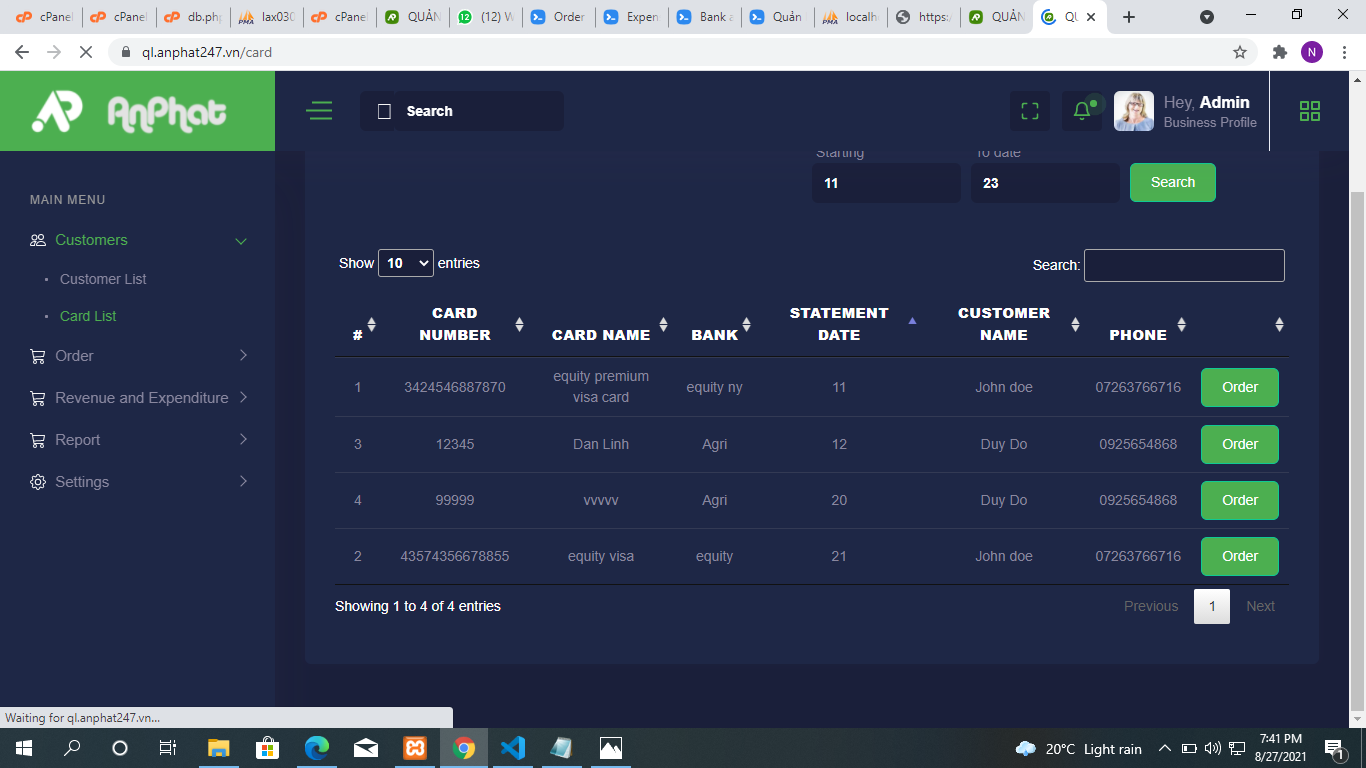 cPanel
cPanel
db.php
lax030
cPanel
QUẢN
(12) W
Order
Expen
Bank a
Quản
localh
https:/
QUẢN
QU
ql.anphat247.vn/card
N
AP AnPhat
Search
Hey, Admin
Business Profile
MAIN MENU
Customers
Customer List
Card List
Order
Revenue and Expenditure
Report
Settings
Starting
To date
11
23
Search
Show 10 entries
Search:
# CARD NUMBER CARD NAME BANK STATEMENT DATE CUSTOMER NAME PHONE
1 3424546887870 equity premium visa card equity ny 11 John doe 07263766716 Order
3 12345 Dan Linh Agri 12 Duy Do 0925654868 Order
4 99999 vvvvv Agri 20 Duy Do 0925654868 Order
2 43574356678855 equity visa equity 21 John doe 07263766716 Order
Showing 1 to 4 of 4 entries
Previous 1 Next
Waiting for ql.anphat247.vn...
20°C Light rain
7:41 PM
8/27/2021
1